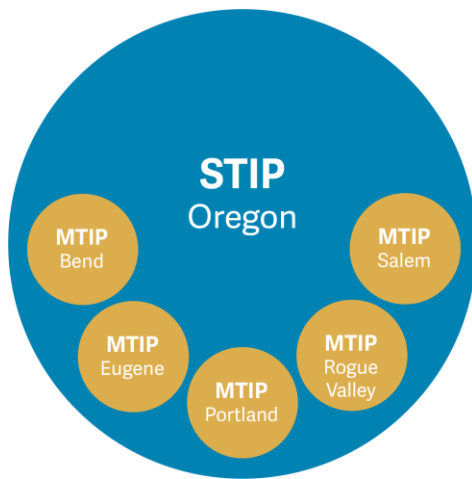 STIP
Oregon
MTIP
Bend
MTIP
Salem
MTIP
Eugene
MTIP
Rogue
Valley
MTIP
Portland